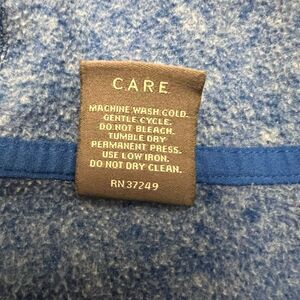 CARE
MACHINE WASH COLD.
GENTLE CYCLE.
DO NOT BLEACH.
TUMBLE DRY
PERMANENT PRESS.
USE LOW IRON.
DO NOT DRY CLEAN.
RN 37249